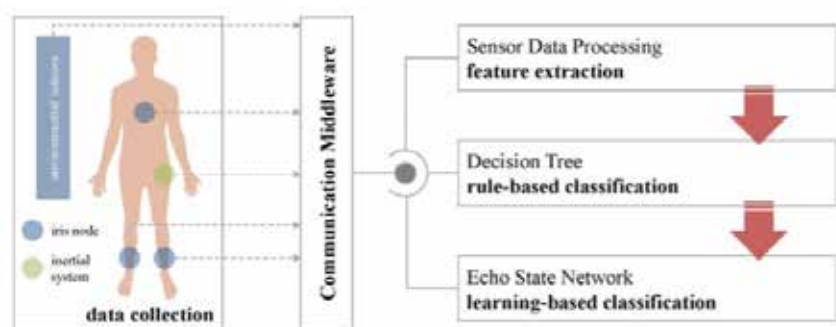 iris node
inertial
system
data collection
Communication Middleware
Sensor Data Processing
feature extraction
Decision Tree
rule-based classification
Echo State Network
learning-based classification